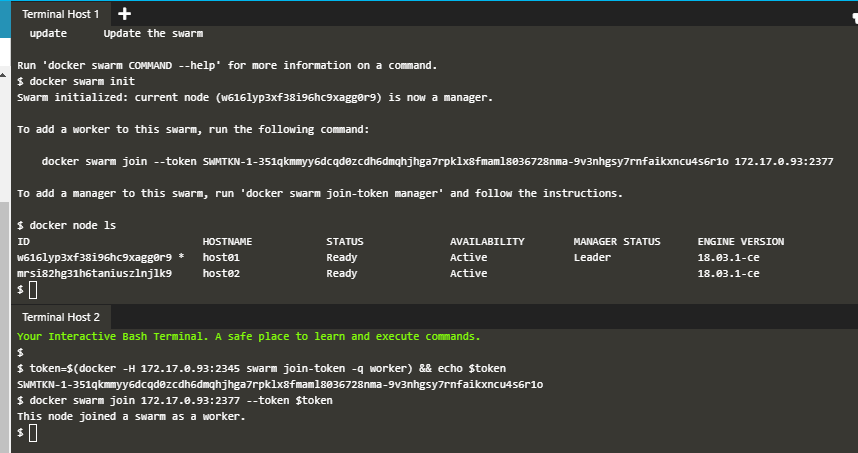 Terminal Host 1 +
update Update the swarm
Run 'docker swarm COMMAND --help' for more information on a command.
$ docker swarm init
Swarm initialized: current node (w616lyp3xf38i96hc9xagg0r9) is now a manager.
To add a worker to this swarm, run the following command:
docker swarm join --token SWMTKN-1-351qkmmyy6dcqd0zcdh6dmqhjhga7rpklx8fmaml8036728nma-9v3nhgsy7rnfaikxncu4s6r1o 172.17.0.93:2377
To add a manager to this swarm, run 'docker swarm join-token manager' and follow the instructions.
$ docker node ls
ID HOSTNAME STATUS AVAILABILITY MANAGER STATUS ENGINE VERSION
w616lyp3xf38i96hc9xagg0r9 * host01 Ready Active Leader 18.03.1-ce
mrsi82hg31h6taniuszlnjlk9 host02 Ready Active 18.03.1-ce
$
Terminal Host 2
Your Interactive Bash Terminal. A safe place to learn and execute commands.
$
$ token=$(docker -H 172.17.0.93:2345 swarm join-token -q worker) && echo $token
SWMTKN-1-351qkmmyy6dcqd0zcdh6dmqhjhga7rpklx8fmaml8036728nma-9v3nhgsy7rnfaikxncu4s6r1o
$ docker swarm join 172.17.0.93:2377 --token $token
This node joined a swarm as a worker.
$